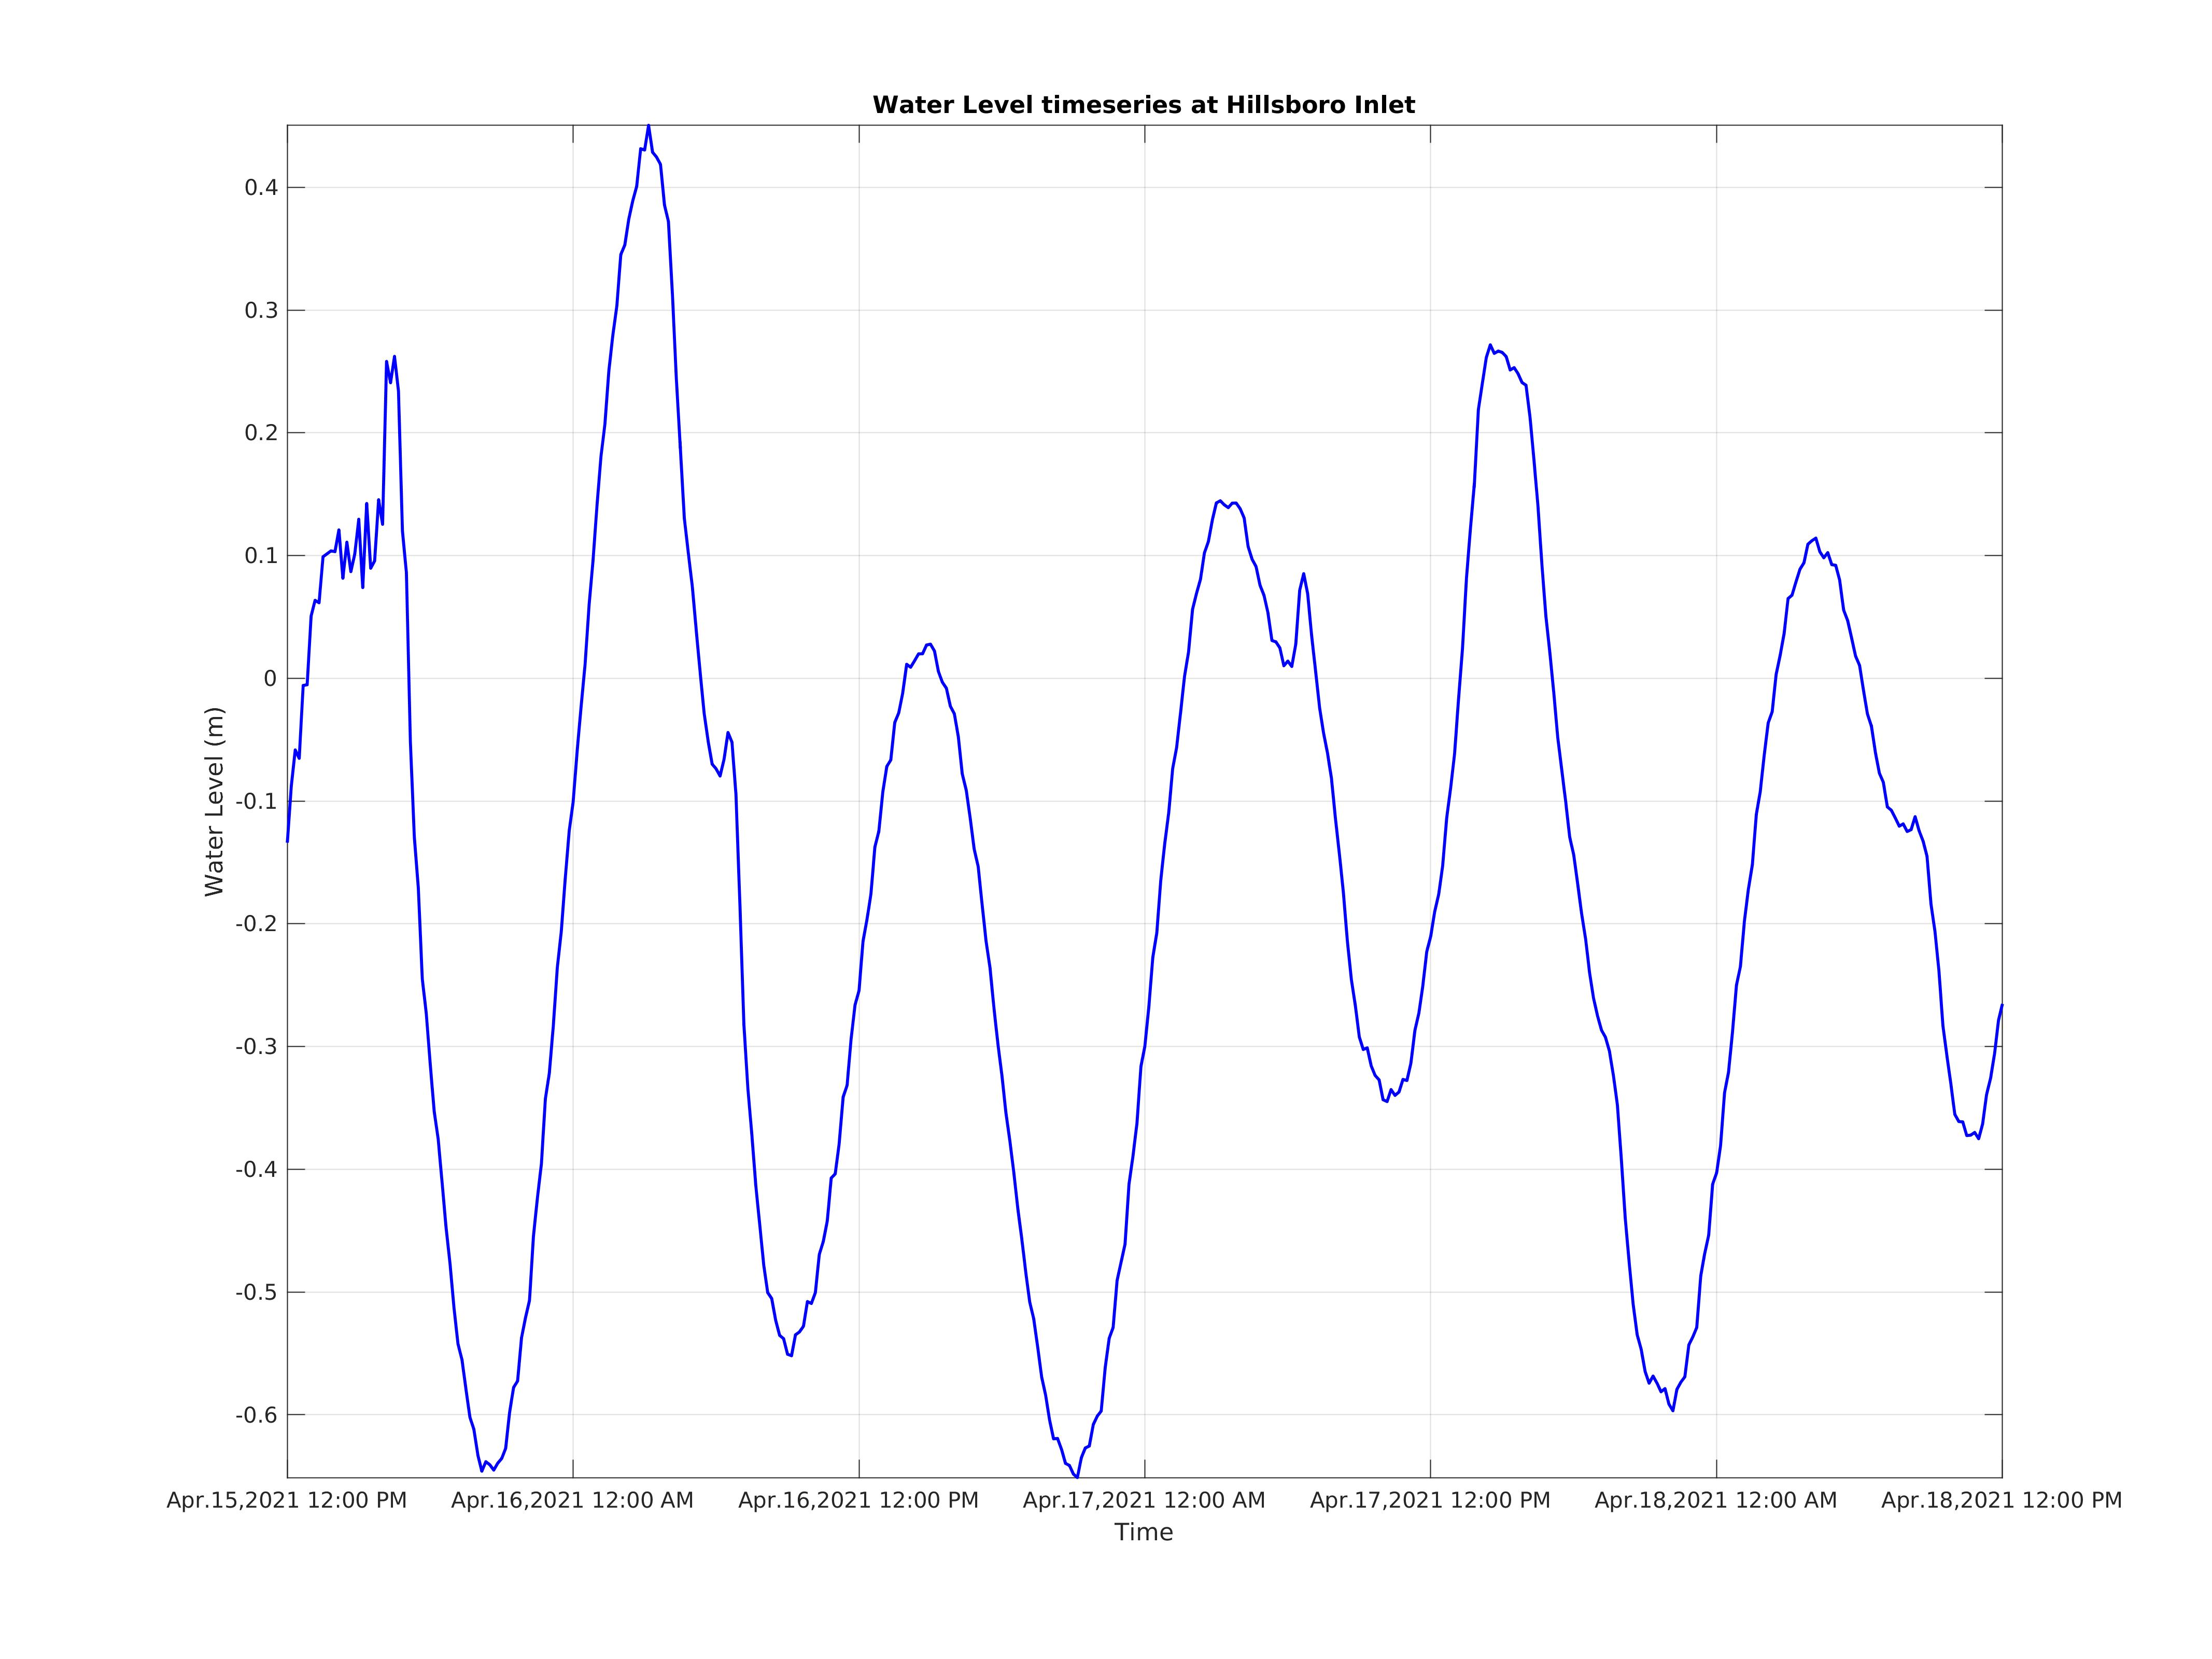 Water Level timeseries at Hillsboro Inlet
0.4
0.3
0.2
0.1
0
-0.1
-0.2
-0.3
-0.4
-0.5
-0.6
Water Level (m)
Apr.15,2021 12:00 PM
Apr.16,2021 12:00 AM
Apr.16,2021 12:00 PM
Apr.17,2021 12:00 AM
Apr.17,2021 12:00 PM
Apr.18,2021 12:00 AM
Apr.18,2021 12:00 PM
Time